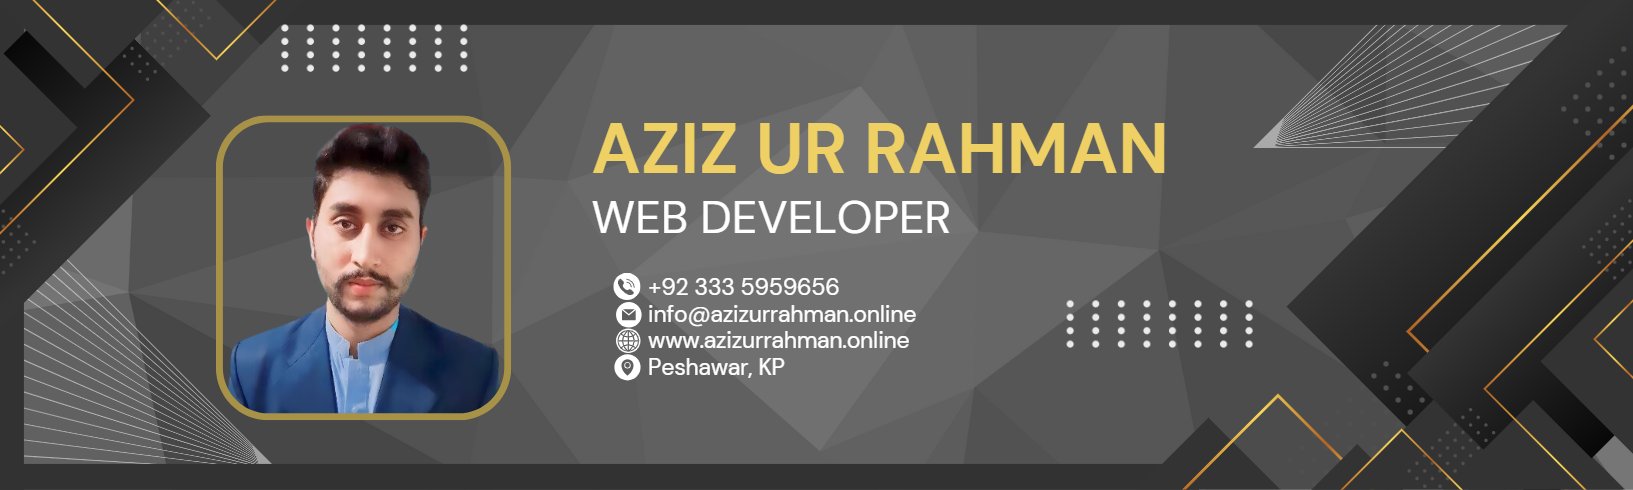 AZIZ UR RAHMAN
WEB DEVELOPER
+92 333 5959656
info@azizurrahman.online
www.azizurrahman.online
Peshawar, KP